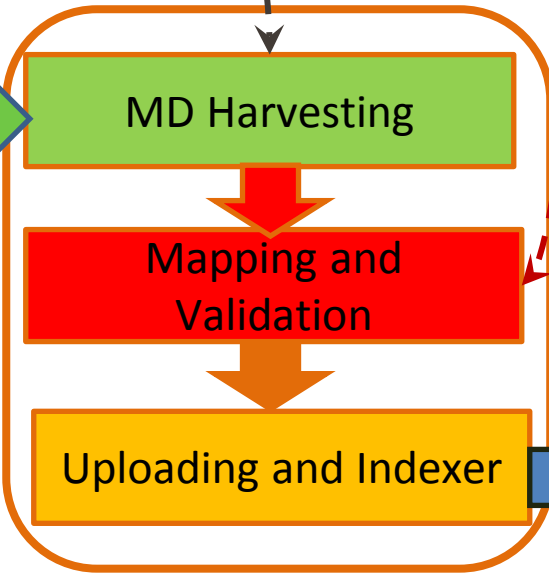 MD Harvesting
Mapping and
Validation
Uploading and Indexer